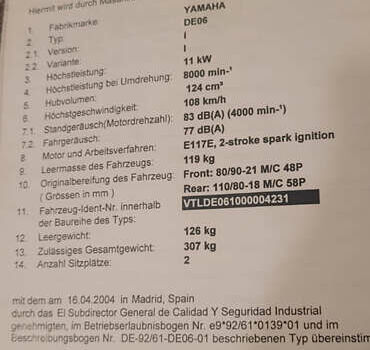 Hiermit wird durch
1. Fabrikmarke: YAMAHA
2. Typ: DE06
2.1. Version: I
2.2. Variante: I
3. Höchstleistung: 11 kW
4. Höchstleistung bei Umdrehung: 8000 min-¹
5. Hubvolumen: 124 cm³
6. Höchstgeschwindigkeit: 108 km/h
7.1. Standgeräusch(Motordrehzahl): 83 dB(A) (4000 min-¹)
7.2. Fahrgeräusch: 77 dB(A)
8. Motor und Arbeitsverfahren: E117E, 2-stroke spark ignition
9. Leermasse des Fahrzeugs: 119 kg
10. Originalbereifung des Fahrzeug: Front: 80/90-21 M/C 48P
( Grössen in mm ) Rear: 110/80-18 M/C 58P
11. Fahrzeug-Ident-Nr. innerhalb VTLDE061000004231
der Baureihe des Typs:
12. Leergewicht: 126 kg
13. Zulässiges Gesamtgewicht: 307 kg
14. Anzahl Sitzplätze: 2
mit dem am 16.04.2004 in Madrid, Spain
durch das El Subdirector General de Calidad Y Seguridad Industrial
genehmigten, im Betriebserlaubnisbogen Nr. e9*92/61*0139*01 und im
Beschreibungsbogen Nr. DE-92/61-DE06-01 beschriebenen Typ übereinstim